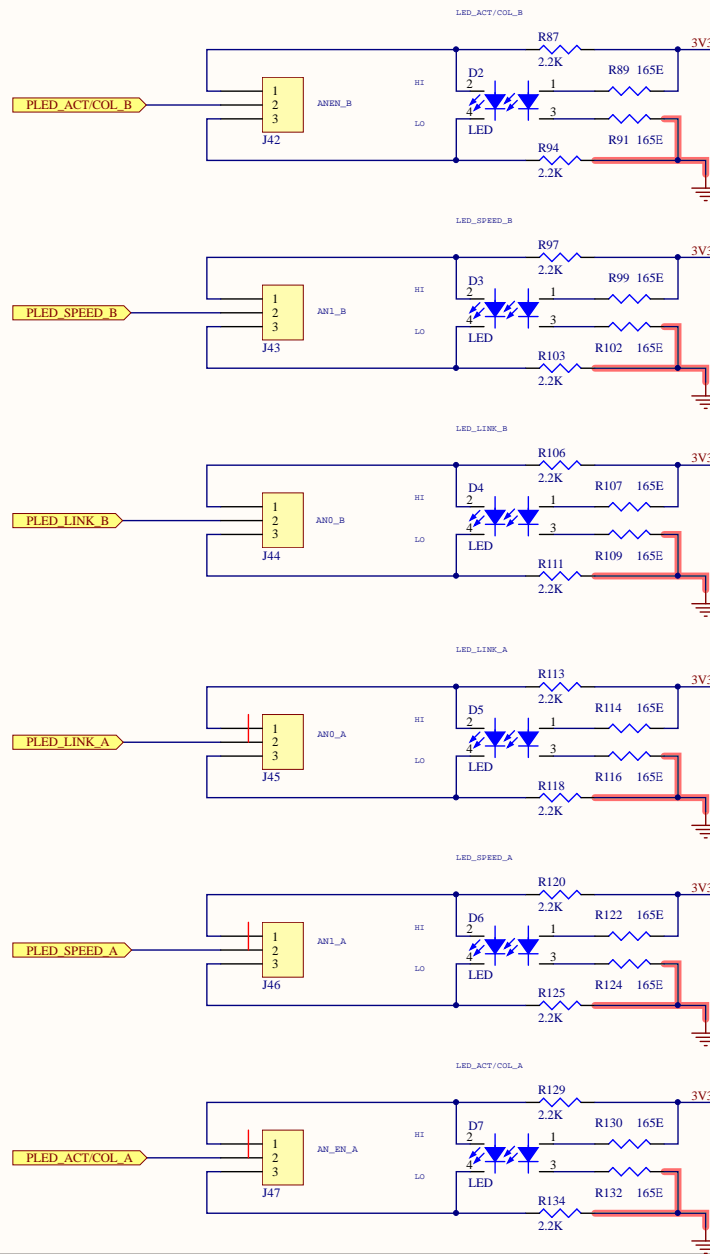 LED_ACT/COL_B
R87
3V3
2.2K
D2
R89 165E
HI
2
1
1
PLED_ACT/COL_B
2
ANEN_B
3
LO
4
3
J42
LED
R91 165E
R94
2.2K
LED_SPEED_B
R97
3V3
2.2K
D3
R99 165E
HI
2
1
1
PLED_SPEED_B
2
AN1_B
3
LO
4
3
J43
LED
R102 165E
R103
2.2K
LED_LINK_B
R106
3V3
2.2K
D4
R107 165E
HI
2
1
1
PLED_LINK_B
2
AN0_B
3
LO
4
3
J44
LED
R109 165E
R111
2.2K
LED_LINK_A
R113
3V3
2.2K
D5
R114 165E
HI
2
1
1
PLED_LINK_A
2
AN0_A
3
LO
4
3
J45
LED
R116 165E
R118
2.2K
LED_SPEED_A
R120
3V3
2.2K
D6
R122 165E
HI
2
1
1
PLED_SPEED_A
2
AN1_A
3
LO
4
3
J46
LED
R124 165E
R125
2.2K
LED_ACT/COL_A
R129
3V3
2.2K
D7
R130 165E
HI
2
1
1
PLED_ACT/COL_A
2
AN_EN_A
3
LO
4
3
J47
LED
R132 165E
R134
2.2K